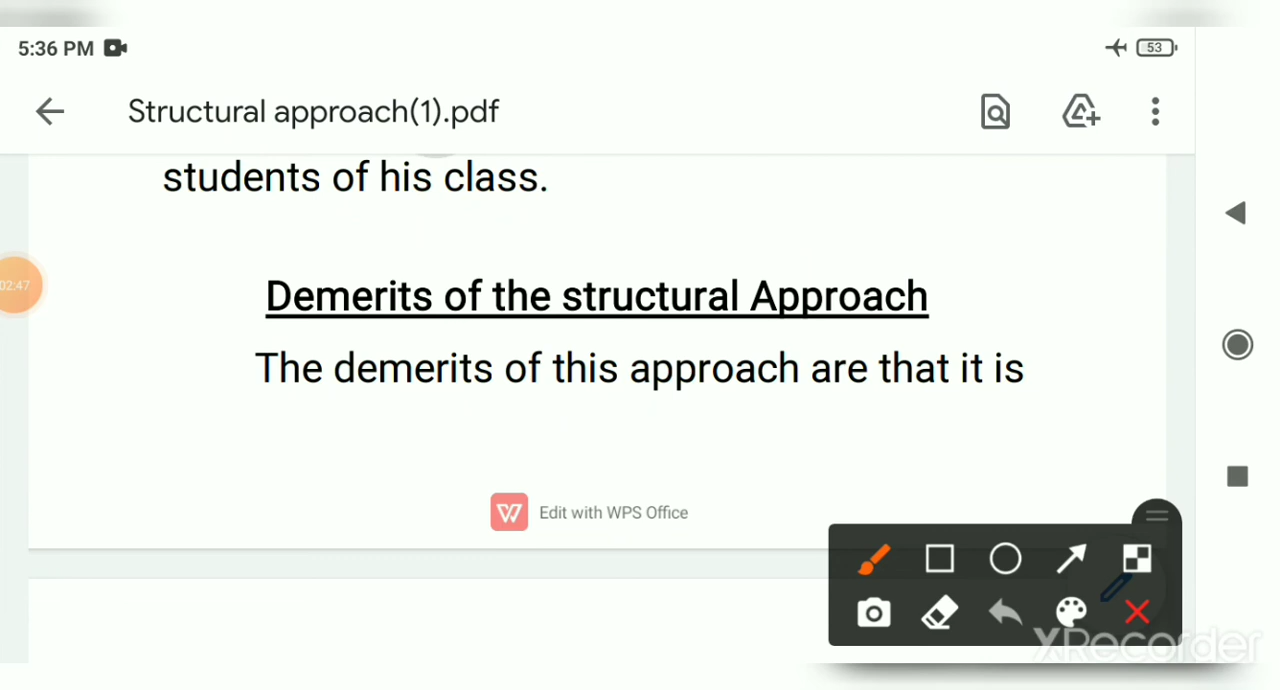 5:36 PM
53
Structural approach(1).pdf
students of his class.
02:47
Demerits of the structural Approach
The demerits of this approach are that it is
Edit with WPS Office
XRecorder